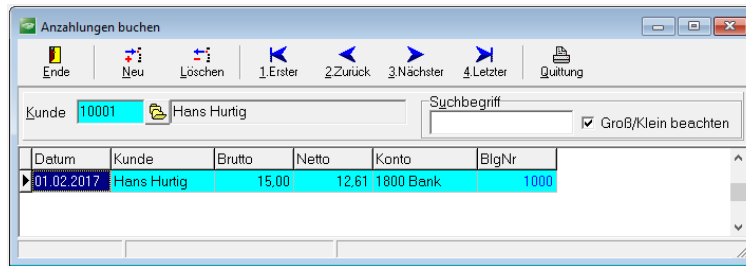 Anzahlungen buchen
Ende Neu Löschen 1.Erster 2.Zurück 3.Nächster 4.Letzter Quittung
Kunde 10001 Hans Hurtig Suchbegriff
Groß/Klein beachten
Datum Kunde Brutto Netto Konto BlgNr
01.02.2017 Hans Hurtig 15,00 12,61 1800 Bank 1000